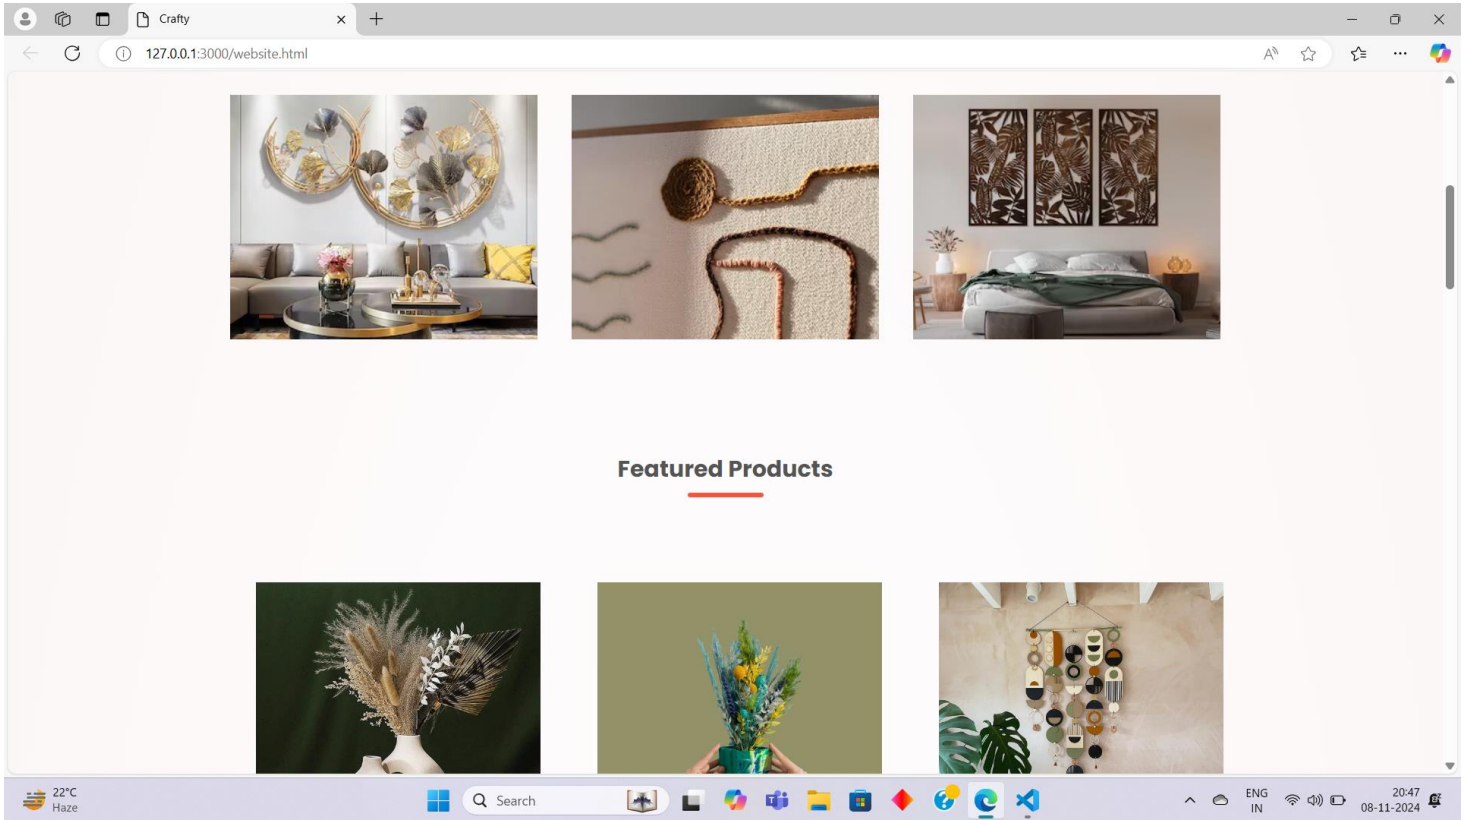 Crafty
127.0.0.1:3000/website.html
Featured Products
22°C
Haze
Search
ENG
IN
20:47
08-11-2024